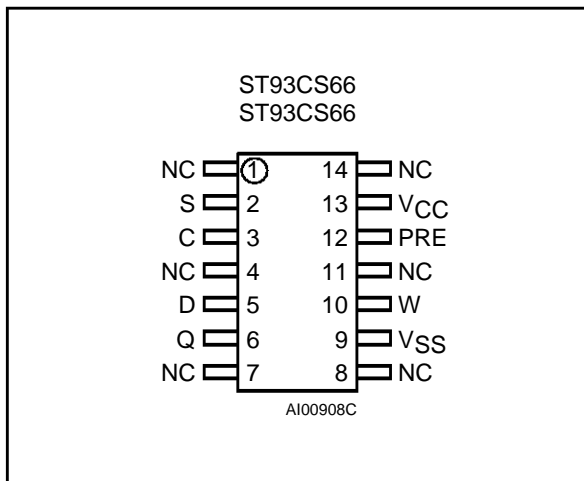 ST93CS66
ST93CS66
NC 1 14 NC
S 2 13 VCC
C 3 12 PRE
NC 4 11 NC
D 5 10 W
Q 6 9 VSS
NC 7 8 NC
AI00908C